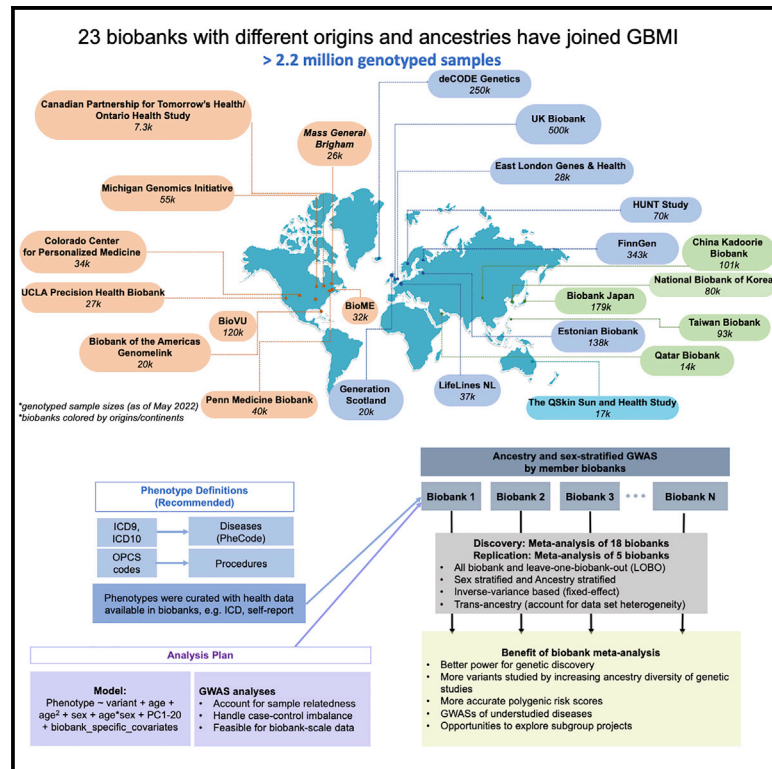 23 biobanks with different origins and ancestries have joined GBMI
> 2.2 million genotyped samples
deCODE Genetics
250k
Canadian Partnership for Tomorrow's Health/
Ontario Health Study
7.3k
Mass General
Brigham
26k
UK Biobank
500k
East London Genes & Health
28k
Michigan Genomics Initiative
55k
HUNT Study
70k
Colorado Center
for Personalized Medicine
34k
FinnGen
343k
China Kadoorie
Biobank
101k
National Biobank of Korea
80k
UCLA Precision Health Biobank
27k
BioME
32k
Biobank Japan
179k
BioVU
120k
Taiwan Biobank
93k
Estonian Biobank
138k
Biobank of the Americas
Genomelink
20k
Qatar Biobank
14k
Penn Medicine Biobank
40k
Generation
Scotland
20k
LifeLines NL
37k
The QSkin Sun and Health Study
17k
*genotyped sample sizes (as of May 2022)
*biobanks colored by origins/continents
Phenotype Definitions
(Recommended)
ICD9,
ICD10
Diseases
(PheCode)
OPCS
codes
Procedures
Phenotypes were curated with health data
available in biobanks, e.g. ICD, self-report
Analysis Plan
Model:
Phenotype ~ variant + age +
age² + sex + age*sex + PC1-20
+ biobank_specific_covariates
GWAS analyses
• Account for sample relatedness
• Handle case-control imbalance
• Feasible for biobank-scale data
Ancestry and sex-stratified GWAS
by member biobanks
Biobank 1
Biobank 2
Biobank 3
Biobank N
Discovery: Meta-analysis of 18 biobanks
Replication: Meta-analysis of 5 biobanks
• All biobank and leave-one-biobank-out (LOBO)
• Sex stratified and Ancestry stratified
• Inverse-variance based (fixed-effect)
• Trans-ancestry (account for data set heterogeneity)
Benefit of biobank meta-analysis
• Better power for genetic discovery
• More variants studied by increasing ancestry diversity of genetic
studies
• More accurate polygenic risk scores
• GWASs of understudied diseases
• Opportunities to explore subgroup projects